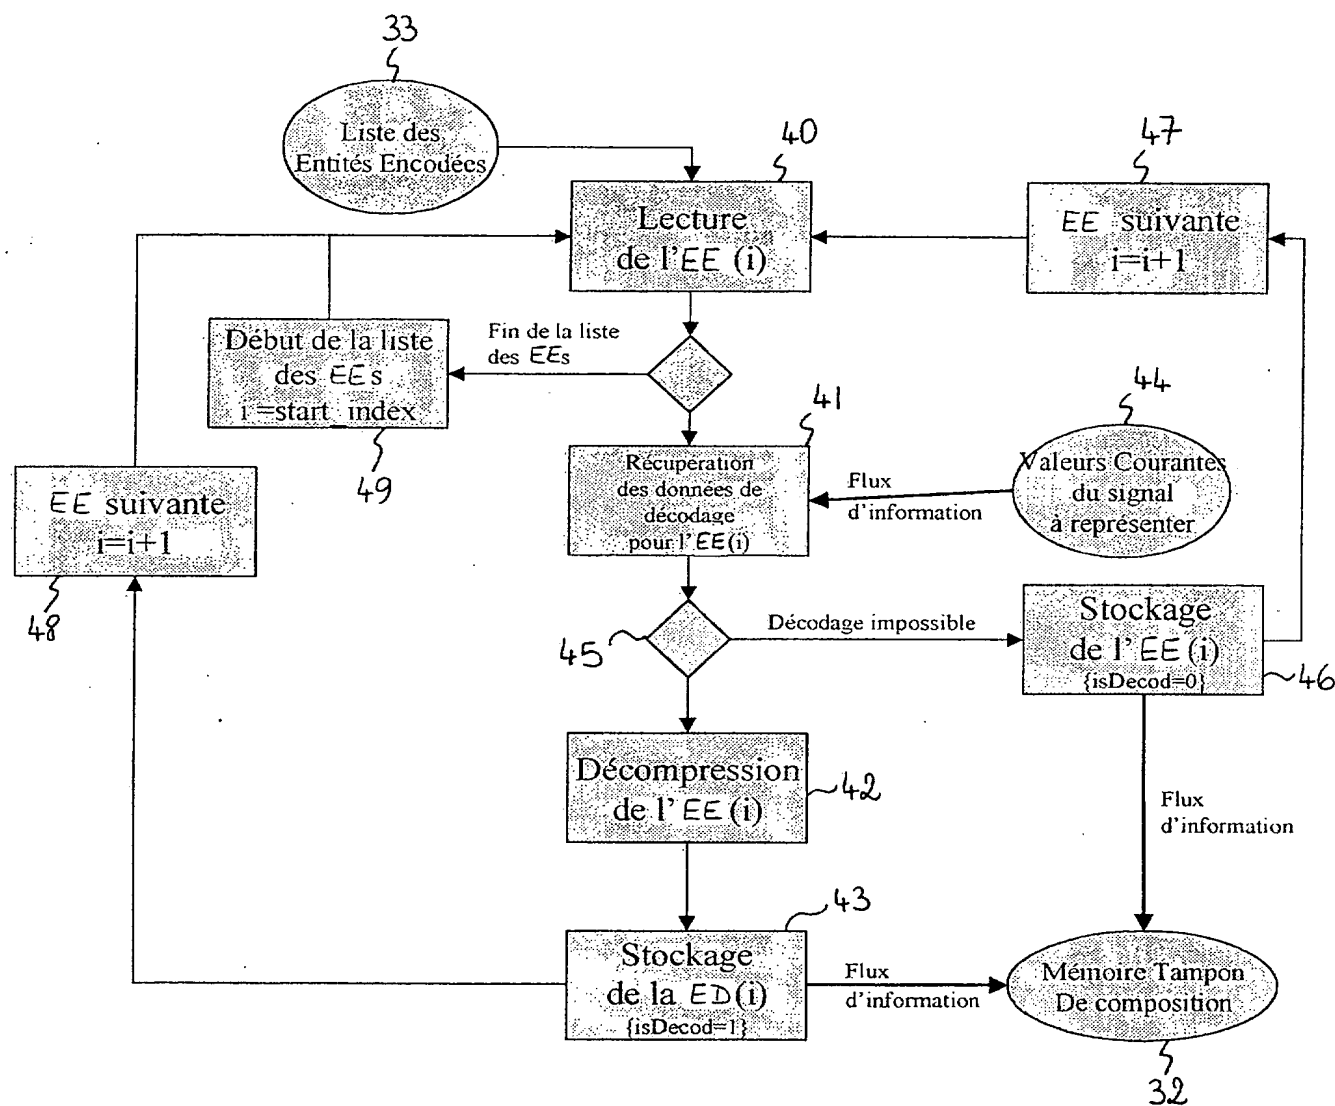 33
Liste des
Entités Encodées
40
Lecture
de l'EE (i)
47
EE suivante
i=i+1
Début de la liste
des EEs
i =start_index
49
Fin de la liste
des EEs
41
Récuperation
des données de
décodage
pour l'EE(i)
Flux
d'information
44
Valeurs Courantes
du signal
à représenter
EE suivante
i=i+1
48
45
Décodage impossible
Stockage
de l'EE(i)
{isDecod=0}
46
Décompression
de l'EE(i)
42
Flux
d'information
43
Stockage
de la ED(i)
{isDecod=1}
Flux
d'information
Mémoire Tampon
De composition
32